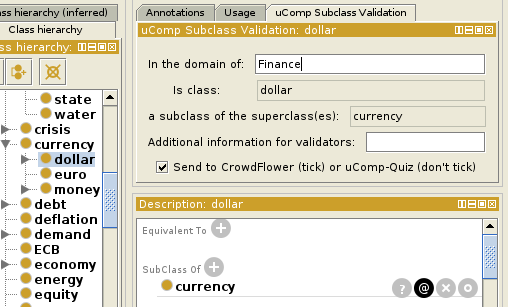 ss hierarchy (inferred)
Class hierarchy
ss hierarchy:
state
water
crisis
currency
dollar
euro
money
debt
deflation
demand
ECB
economy
energy
equity
Annotations Usage uComp Subclass Validation
uComp Subclass Validation: dollar
In the domain of: Finance
Is class: dollar
a subclass of the superclass(es): currency
Additional information for validators:
Send to CrowdFlower (tick) or uComp-Quiz (don't tick)
Description: dollar
Equivalent To
SubClass Of
currency
? @ X O